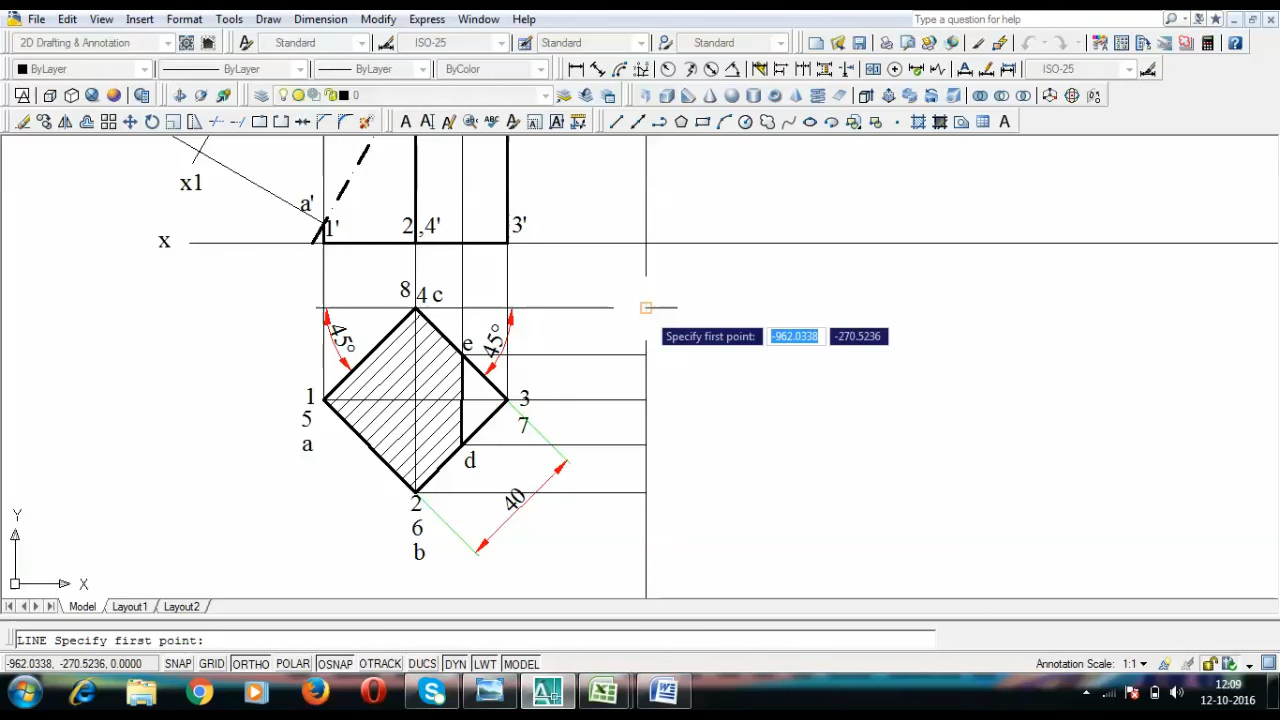 File Edit View Insert Format Tools Draw Dimension Modify Express Window Help Type a question for help
2D Drafting & Annotation Standard ISO-25 Standard Standard
ByLayer ByLayer ByLayer ByColor ISO-25
0
x1
a'
1' 2 ,4' 3'
x
8 4 c
45° 45°
e
1 3
5 7
a
d
2
6
b
40
Specify first point: -962.0338 -270.5236
Y
X
Model Layout1 Layout2
LINE Specify first point:
-962.0338, -270.5236, 0.0000 SNAP GRID ORTHO POLAR OSNAP OTRACK DUCS DYN LWT MODEL Annotation Scale: 1:1
12:09
12-10-2016